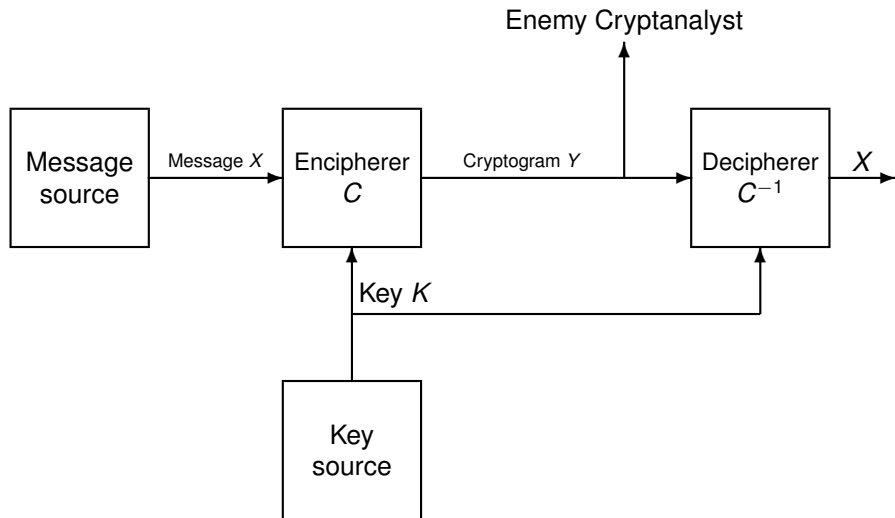 Enemy Cryptanalyst
Message
source
Message X
Encipherer
C
Cryptogram Y
Decipherer
C⁻¹
X
Key K
Key
source